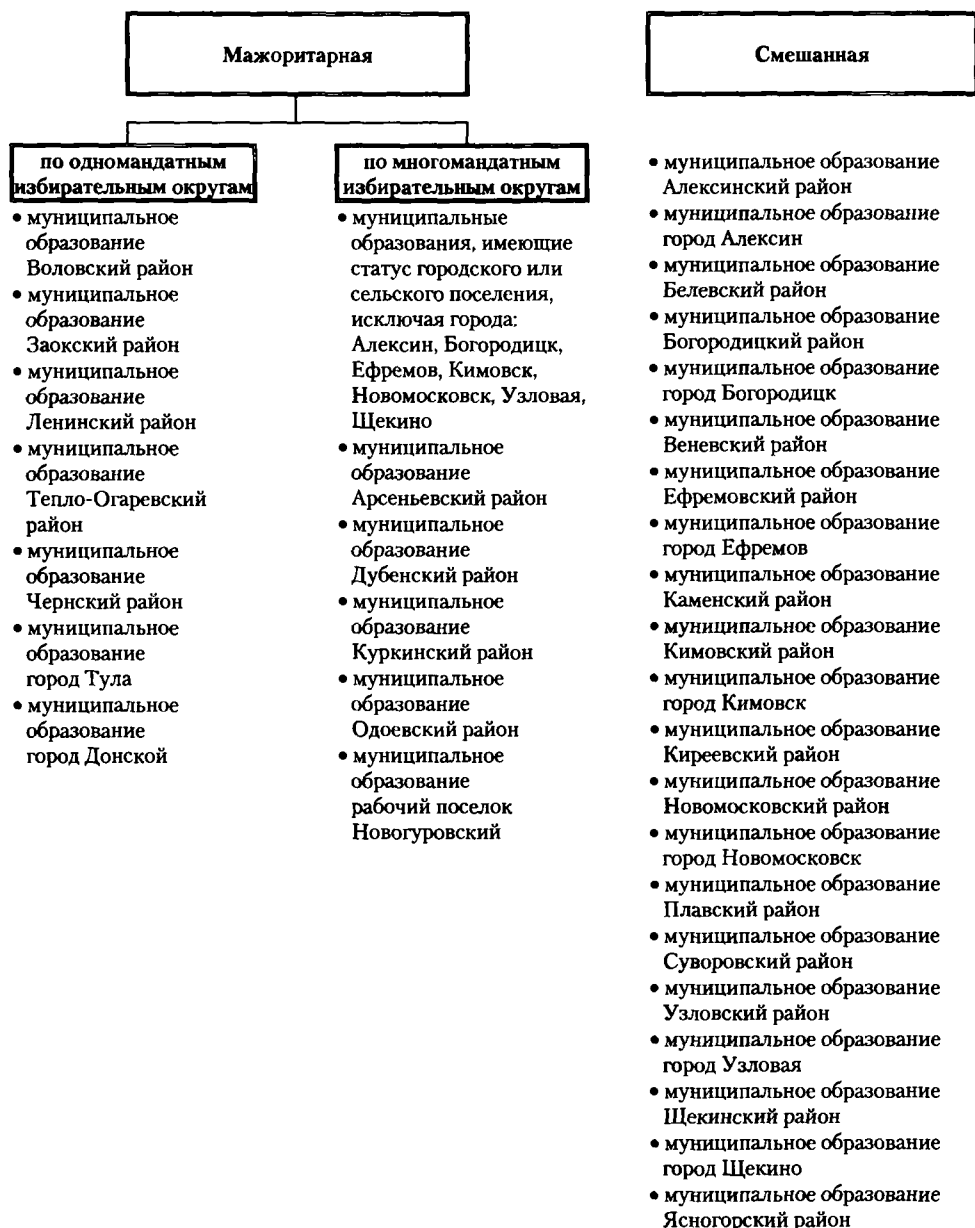 Мажоритарная
Смешанная
по одномандатным
избирательным округам
• муниципальное
образование
Воловский район
• муниципальное
образование
Заокский район
• муниципальное
образование
Ленинский район
• муниципальное
образование
Тепло-Огаревский
район
• муниципальное
образование
Чернский район
• муниципальное
образование
город Тула
• муниципальное
образование
город Донской
по многомандатным
избирательным округам
• муниципальные
образования, имеющие
статус городского или
сельского поселения,
исключая города:
Алексин, Богородицк,
Ефремов, Кимовск,
Новомосковск, Узловая,
Щекино
• муниципальное
образование
Арсеньевский район
• муниципальное
образование
Дубенский район
• муниципальное
образование
Куркинский район
• муниципальное
образование
Одоевский район
• муниципальное
образование
рабочий поселок
Новогуровский
• муниципальное образование
Алексинский район
• муниципальное образование
город Алексин
• муниципальное образование
Белевский район
• муниципальное образование
Богородицкий район
• муниципальное образование
город Богородицк
• муниципальное образование
Веневский район
• муниципальное образование
Ефремовский район
• муниципальное образование
город Ефремов
• муниципальное образование
Каменский район
• муниципальное образование
Кимовский район
• муниципальное образование
город Кимовск
• муниципальное образование
Киреевский район
• муниципальное образование
Новомосковский район
• муниципальное образование
город Новомосковск
• муниципальное образование
Плавский район
• муниципальное образование
Суворовский район
• муниципальное образование
Узловский район
• муниципальное образование
город Узловая
• муниципальное образование
Щекинский район
• муниципальное образование
город Щекино
• муниципальное образование
Ясногорский район